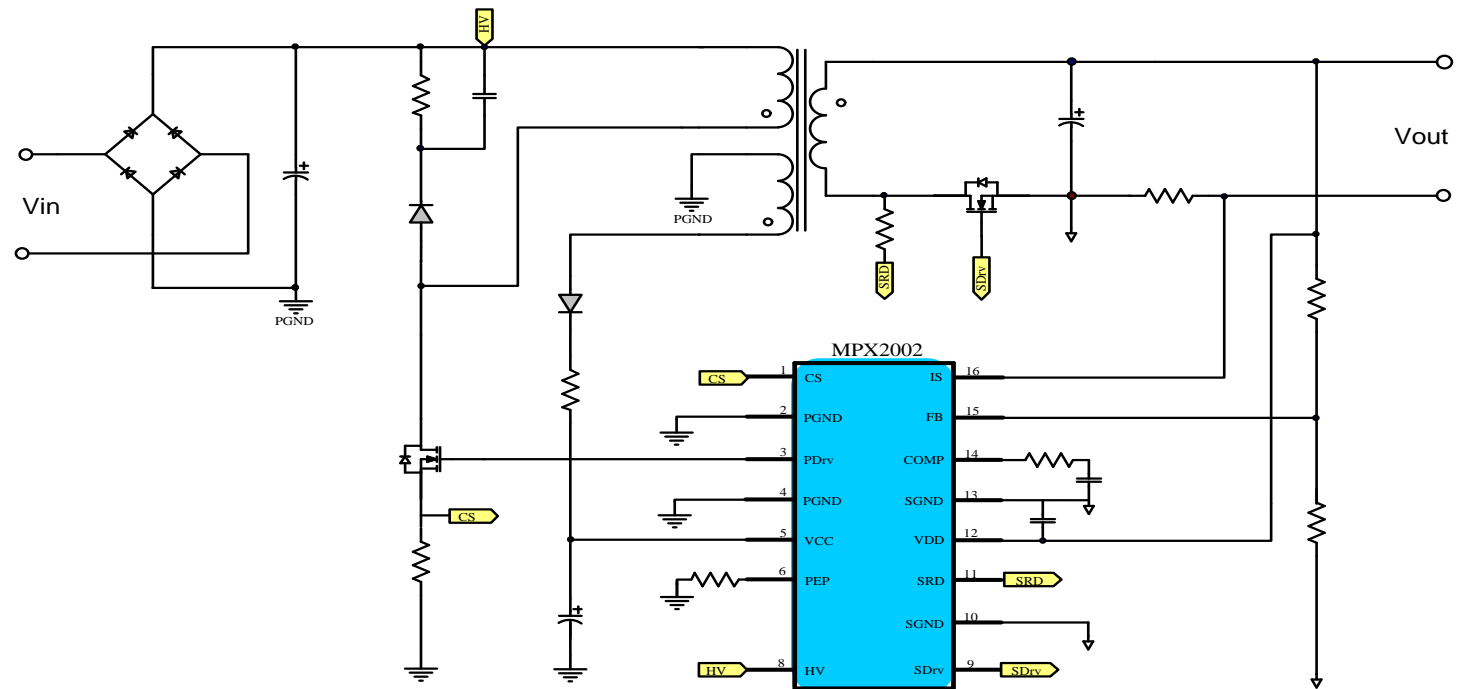 HV
Vin
PGND
PGND
SRD
SDrv
Vout
MPX2002
CS 1 CS IS 16
2 PGND FB 15
3 PDrv COMP 14
4 PGND SGND 13
CS
5 VCC VDD 12
6 PEP SRD 11 SRD
SGND 10
HV 8 HV SDrv 9 SDrv
+
+
+